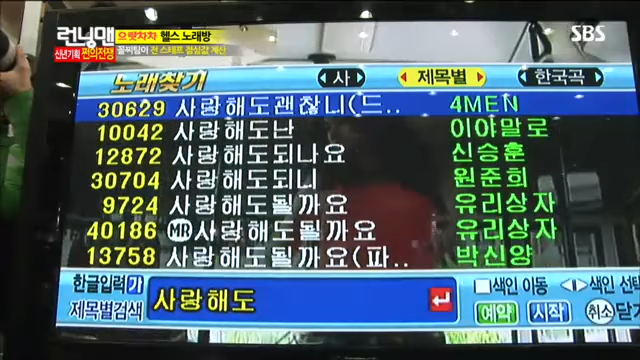 런닝맨
신년기획 쩐의전쟁
으랏차차 헬스 노래방
꼴찌팀이 전 스태프 점심값 계산
SBS
노래찾기 사 제목별 한국곡
30629 사랑해도괜찮니(드.. 4MEN
10042 사랑해도난 이야말로
12872 사랑해도되나요 신승훈
30704 사랑해도되니 원준희
9724 사랑해도될까요 유리상자
40186 MR 사랑해도될까요 유리상자
13758 사랑해도될까요(파.. 박신양
한글입력 가
제목별검색
사랑해도
색인 이동 색인 선택
예약 시작 취소 닫기